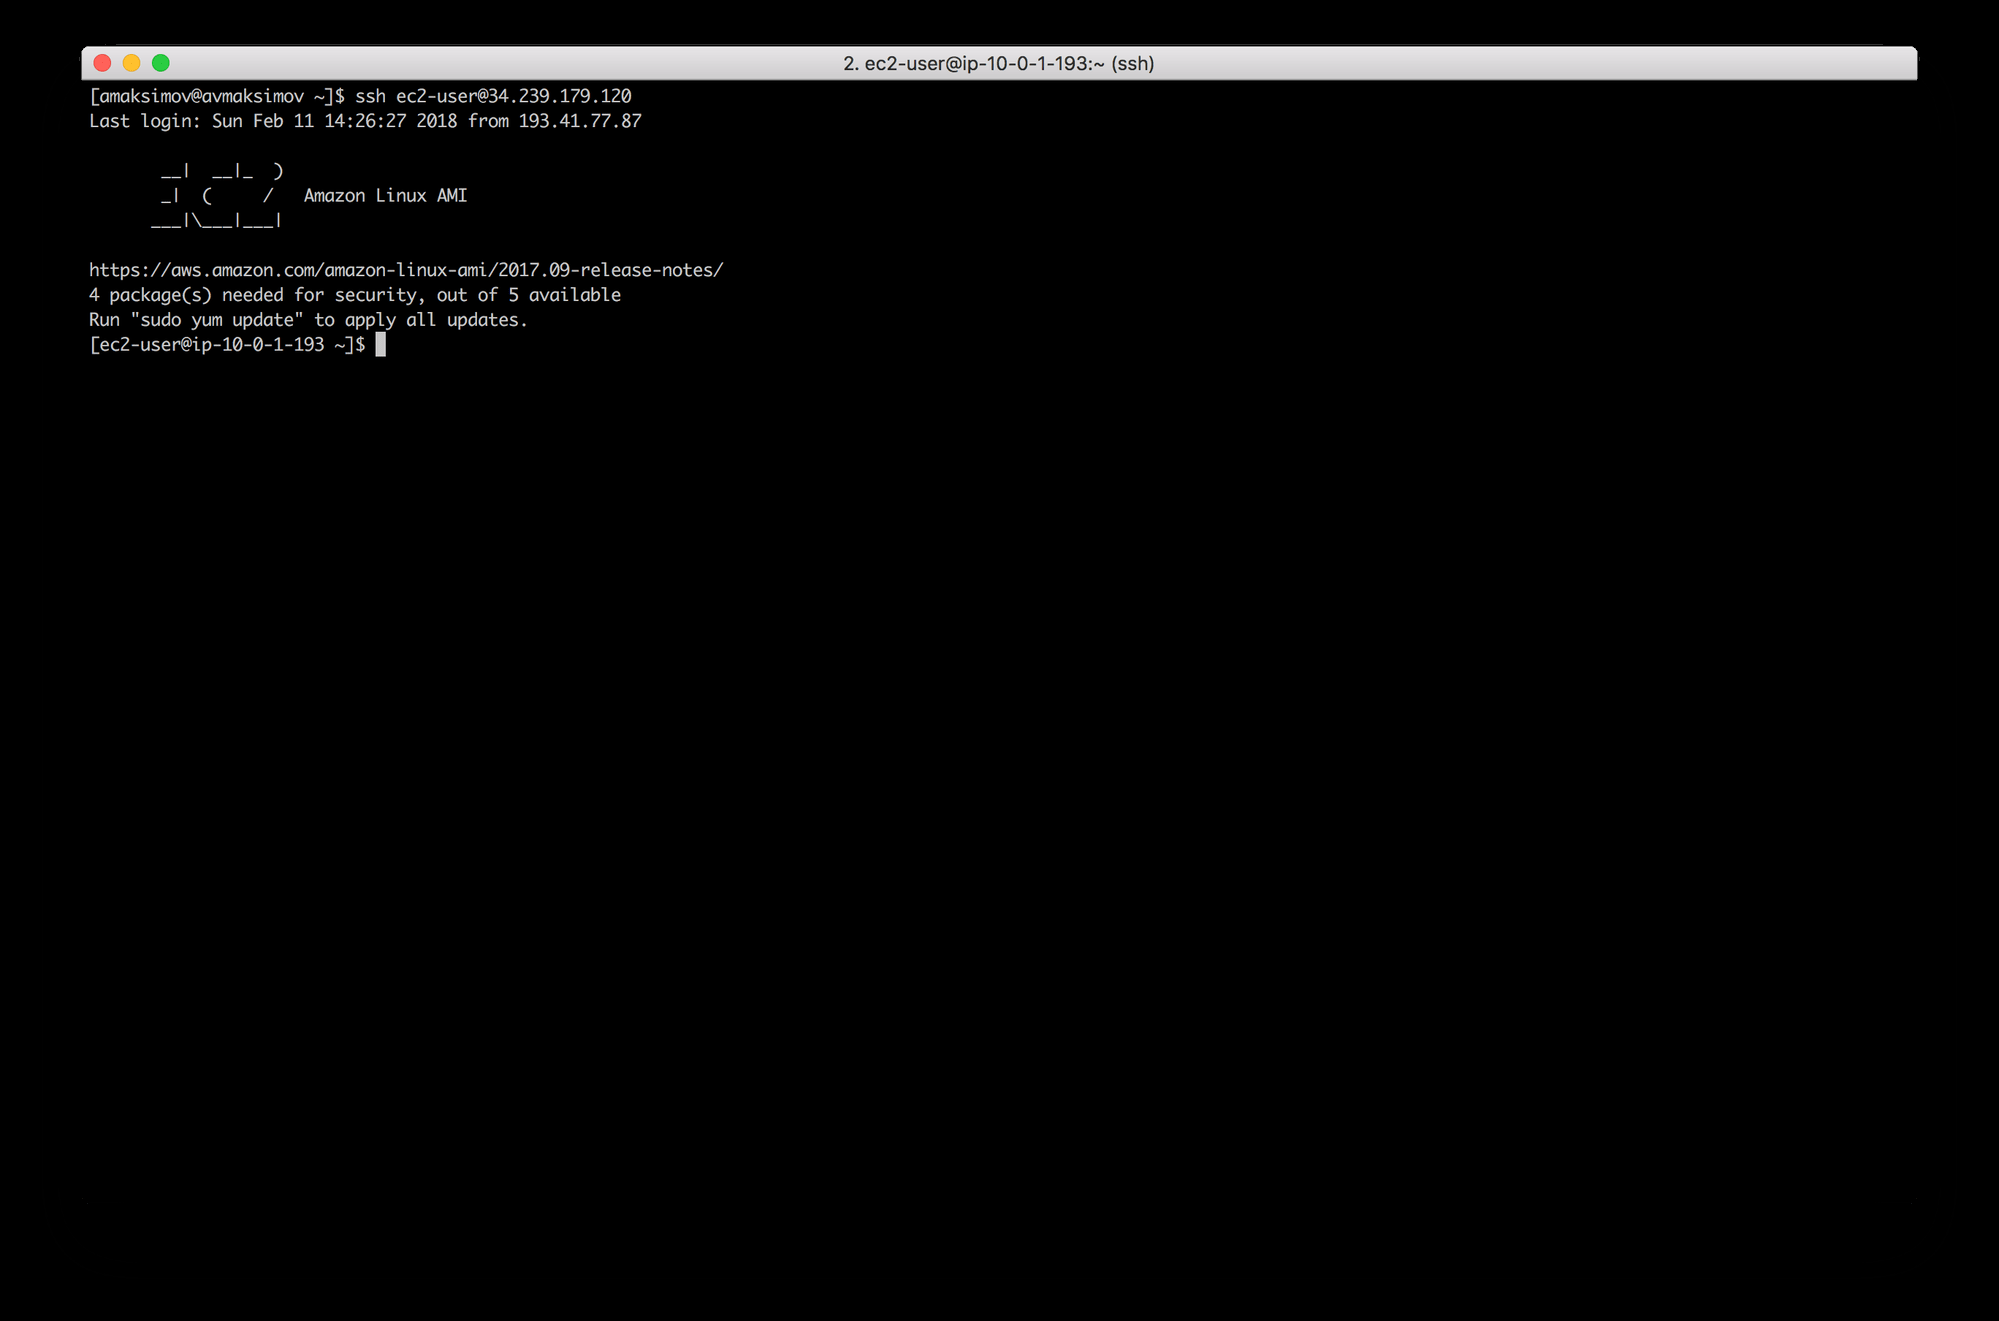 2. ec2-user@ip-10-0-1-193:~ (ssh)
[amaksimov@avmaksimov ~]$ ssh ec2-user@34.239.179.120
Last login: Sun Feb 11 14:26:27 2018 from 193.41.77.87
       __|  __|_  )
       _|  (     /   Amazon Linux AMI
      ___|\___|___|
https://aws.amazon.com/amazon-linux-ami/2017.09-release-notes/
4 package(s) needed for security, out of 5 available
Run "sudo yum update" to apply all updates.
[ec2-user@ip-10-0-1-193 ~]$